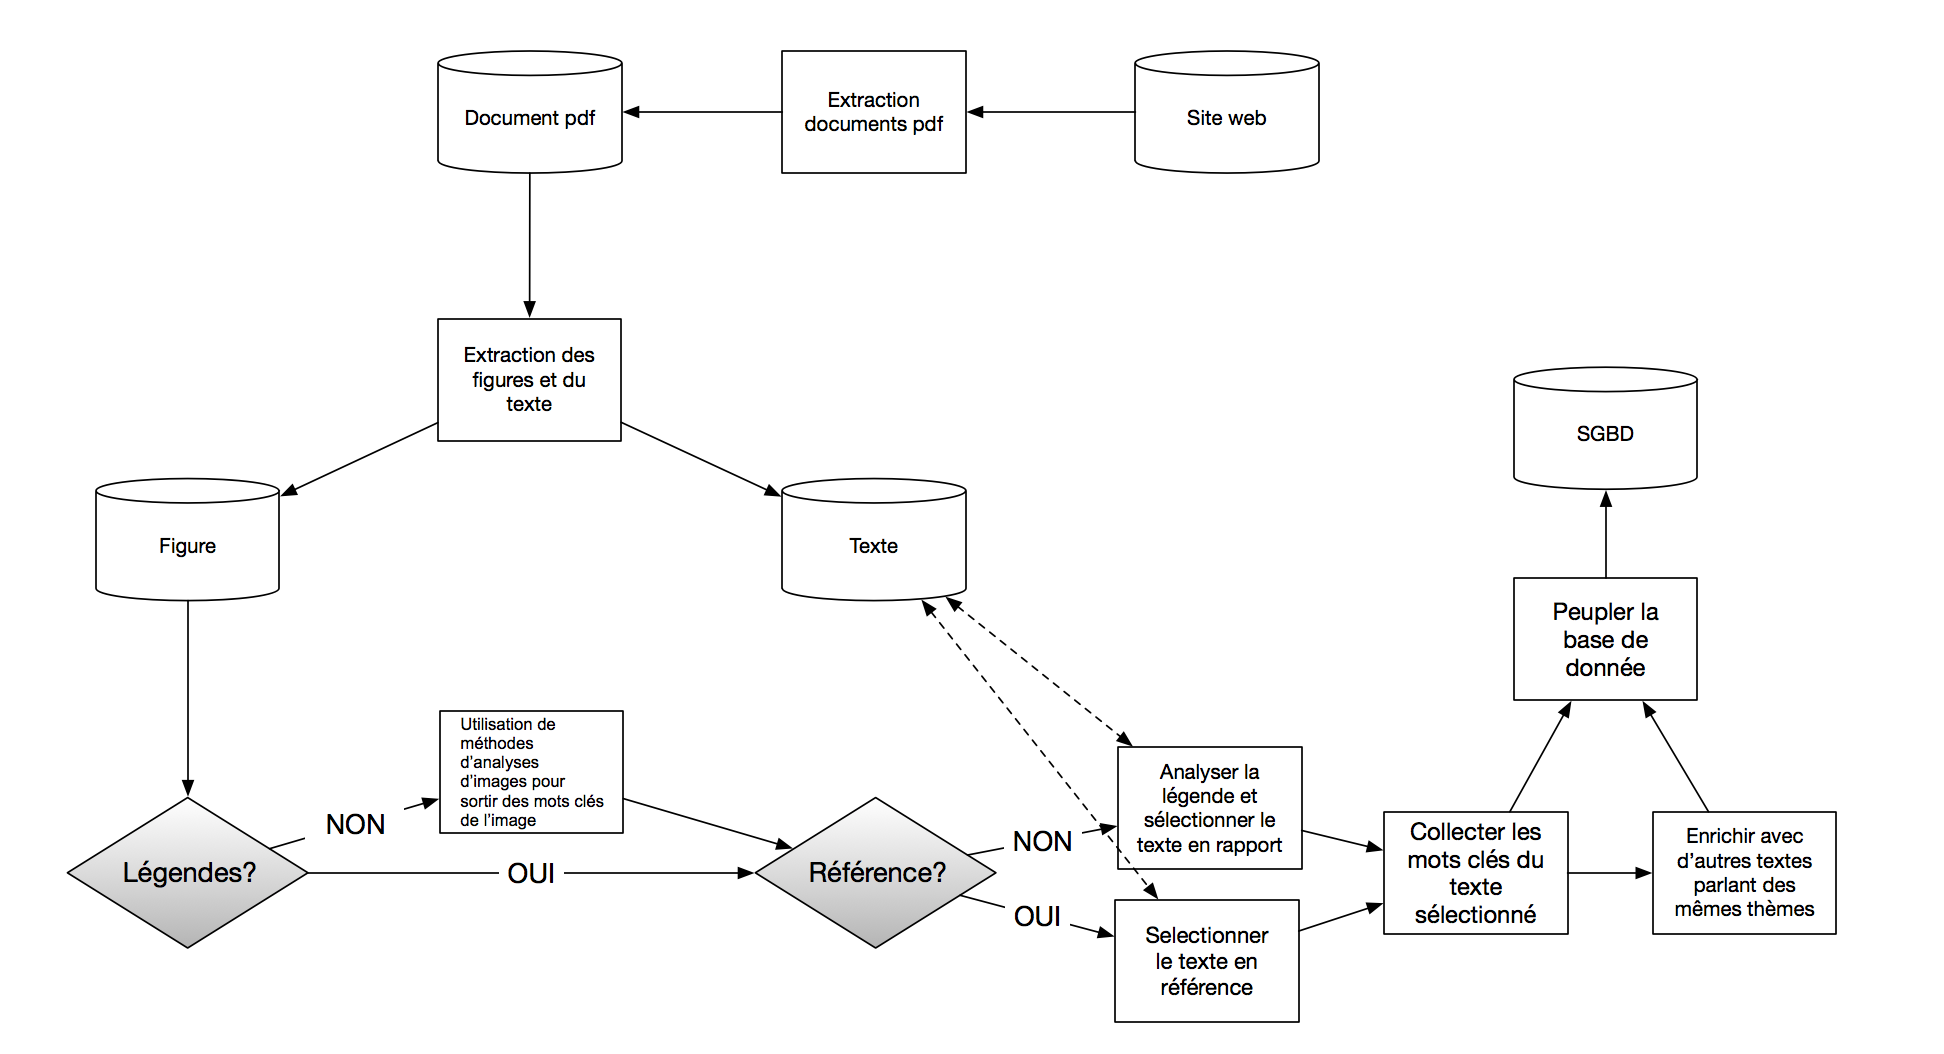 Document pdf
Extraction
documents pdf
Site web
Extraction des
figures et du
texte
SGBD
Figure
Texte
Peupler la
base de
donnée
Utilisation de
méthodes
d'analyses
d'images pour
sortir des mots clés
de l'image
NON
Légendes?
OUI
Référence?
NON
OUI
Analyser la
légende et
sélectionner le
texte en rapport
Selectionner
le texte en
référence
Collecter les
mots clés du
texte
sélectionné
Enrichir avec
d'autres textes
parlant des
mêmes thèmes